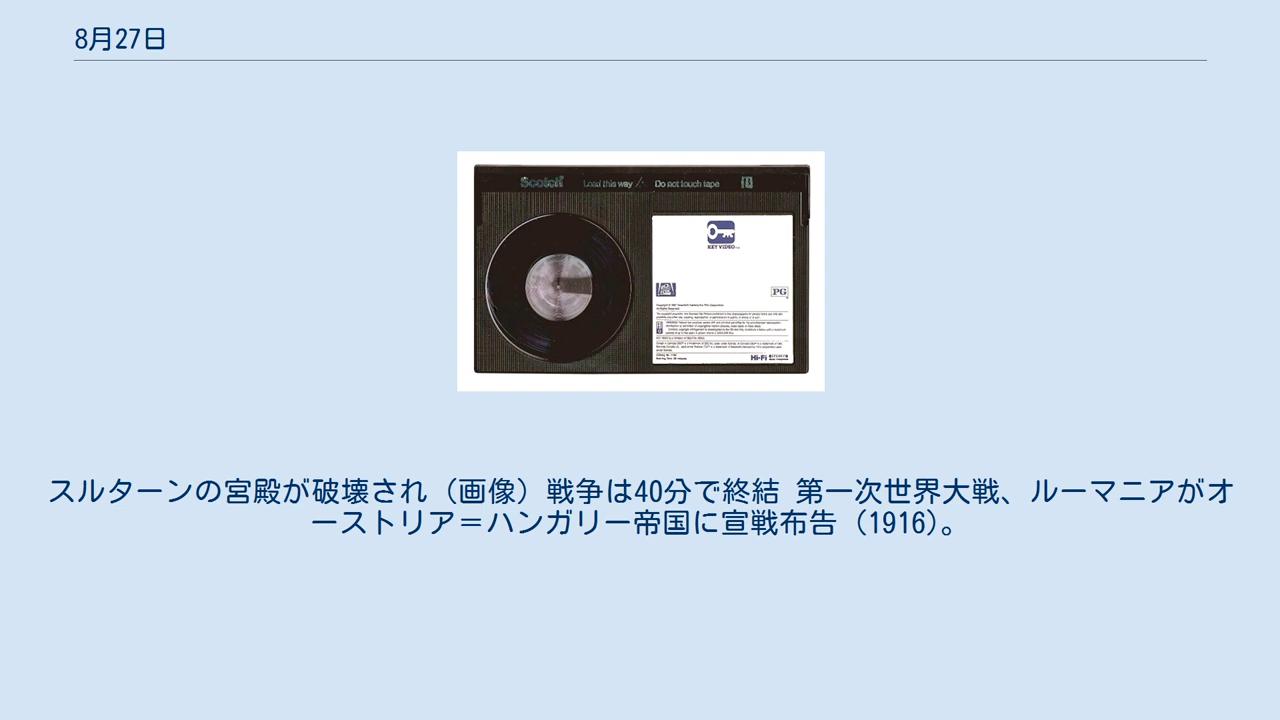 8月27日
Scotch Load this way Do not touch tape
KEY VIDEO
PG
Hi-Fi
スルターンの宮殿が破壊され（画像）戦争は40分で終結 第一次世界大戦、ルーマニアがオ
ーストリア＝ハンガリー帝国に宣戦布告（1916）。